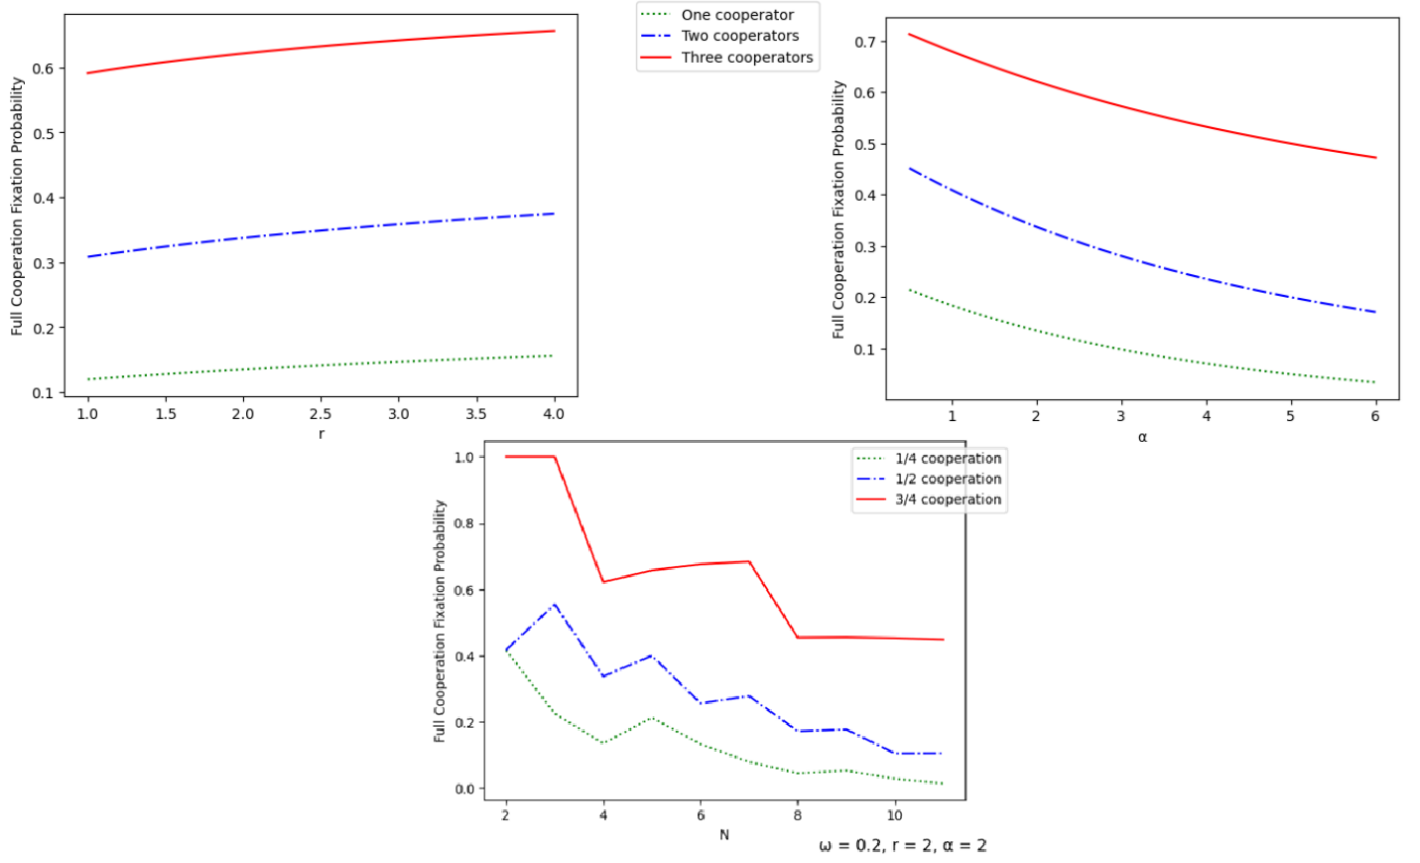 One cooperator
Two cooperators
Three cooperators
Full Cooperation Fixation Probability
0.6
0.5
0.4
0.3
0.2
0.1
1.0 1.5 2.0 2.5 3.0 3.5 4.0
r
Full Cooperation Fixation Probability
0.7
0.6
0.5
0.4
0.3
0.2
0.1
1 2 3 4 5 6
α
1/4 cooperation
1/2 cooperation
3/4 cooperation
Full Cooperation Fixation Probability
1.0
0.8
0.6
0.4
0.2
0.0
2 4 6 8 10
N
ω = 0.2, r = 2, α = 2